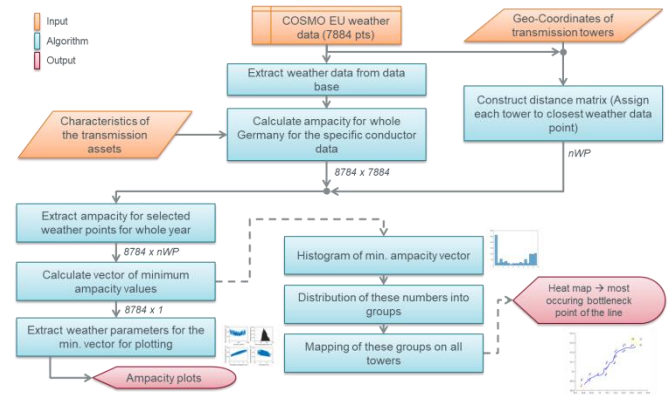 Input
Algorithm
Output
COSMO EU weather
data (7884 pts)
Geo-Coordinates of
transmission towers
Extract weather data from data
base
Characteristics of
the transmission
assets
Calculate ampacity for whole
Germany for the specific conductor
data
Construct distance matrix (Assign
each tower to closest weather data
point)
8784 x 7884
nWP
Extract ampacity for selected
weather points for whole year
8784 x nWP
Calculate vector of minimum
ampacity values
8784 x 1
Extract weather parameters for the
min. vector for plotting
Ampacity plots
Histogram of min. ampacity vector
Distribution of these numbers into
groups
Mapping of these groups on all
towers
Heat map → most
occuring bottleneck
point of the line